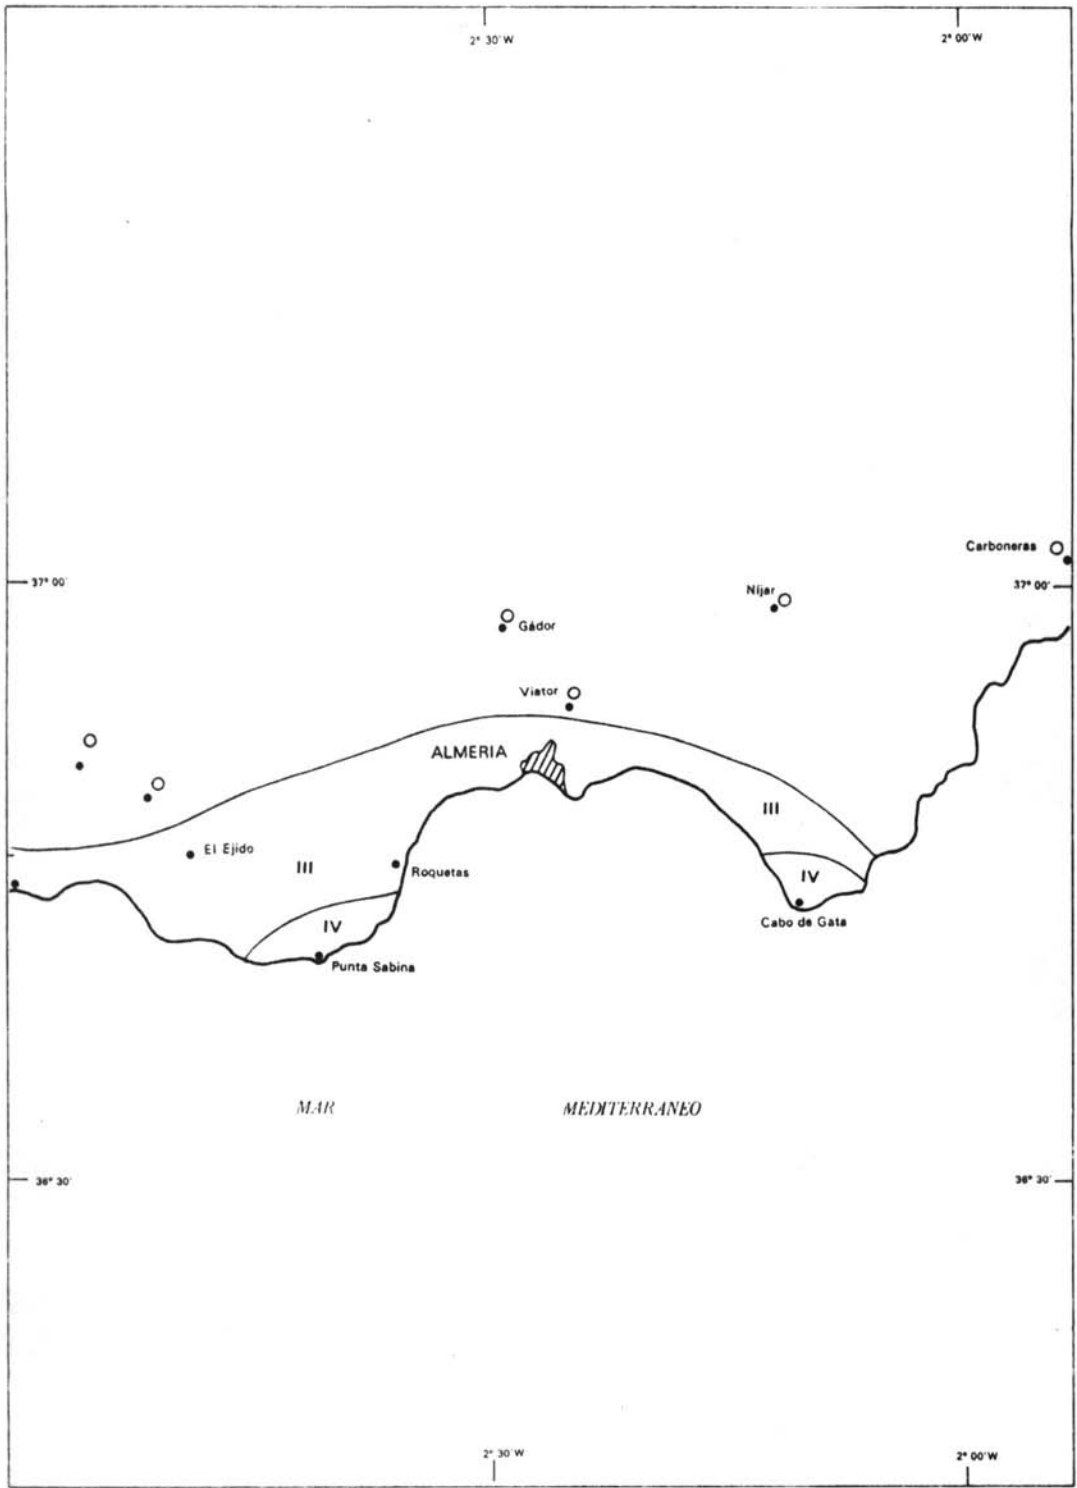 2° 30' W
2° 00' W
Carboneras
37° 00'
37° 00'
Níjar
Gádor
Viator
ALMERIA
III
El Ejido
III
Roquetas
IV
Cabo de Gata
IV
Punta Sabina
MAR MEDITERRANEO
36° 30'
36° 30'
2° 30' W
2° 00' W